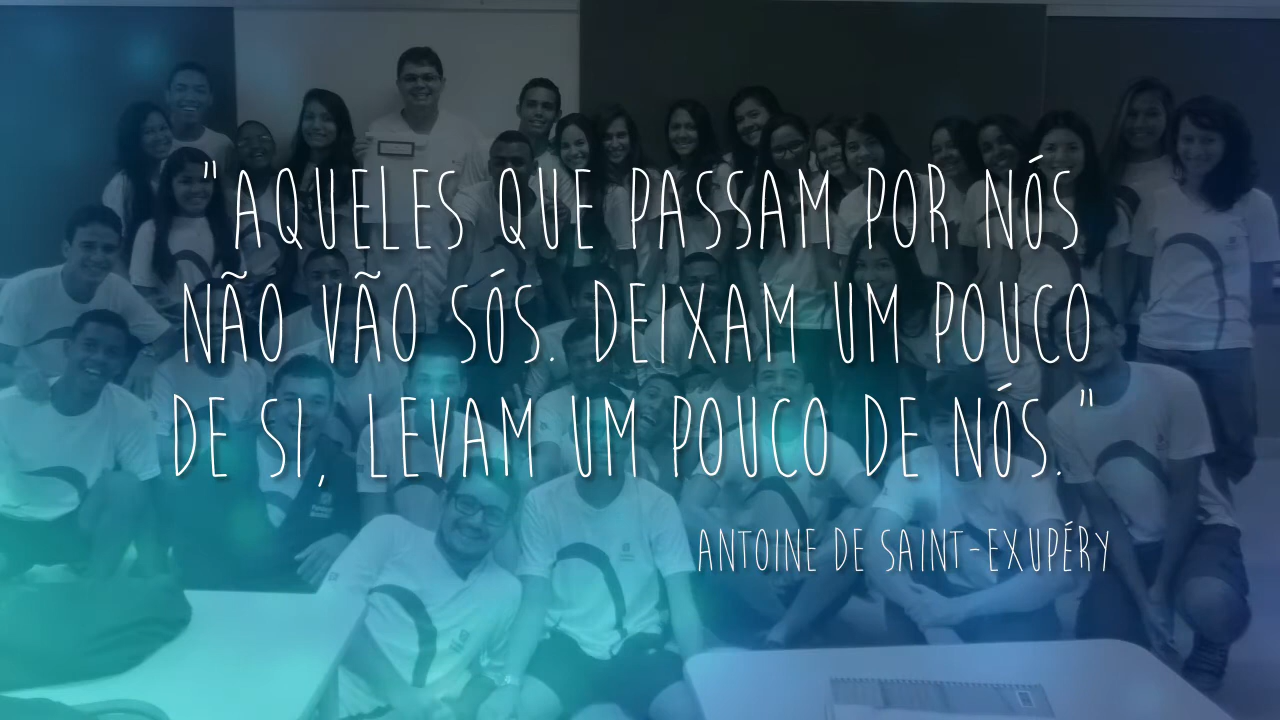 "AQUELES QUE PASSAM POR NÓS
NÃO VÃO SÓS. DEIXAM UM POUCO
DE SI, LEVAM UM POUCO DE NÓS."
ANTOINE DE SAINT-EXUPÉRY